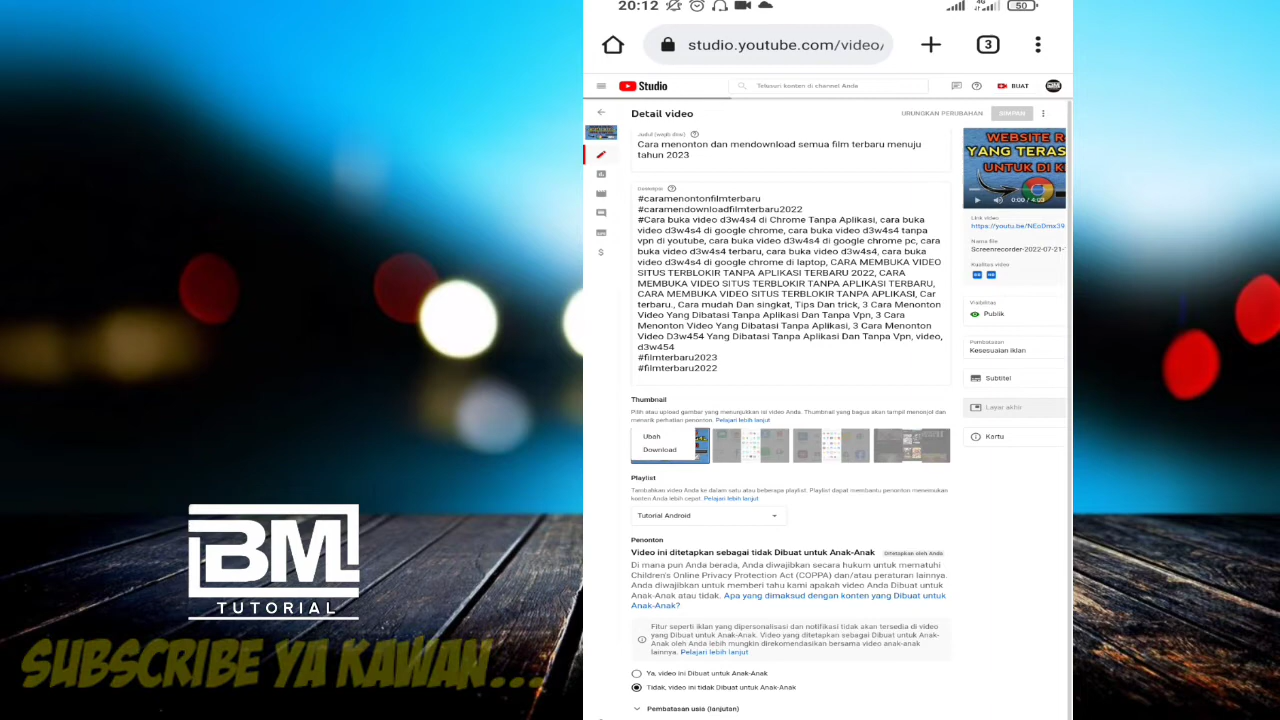 20:12
4G
50
studio.youtube.com/video/
3
Studio
Telusuri konten di channel Anda
BUAT
Detail video
URUNGKAN PERUBAHAN
SIMPAN
Judul (wajib diisi)
Cara menonton dan mendownload semua film terbaru menuju
tahun 2023
Deskripsi
#caramenontonfilmterbaru
#caramendownloadfilmterbaru2022
#Cara buka video d3w4s4 di Chrome Tanpa Aplikasi, cara buka
video d3w4s4 di google chrome, cara buka video d3w4s4 tanpa
vpn di youtube, cara buka video d3w4s4 di google chrome pc, cara
buka video d3w4s4 terbaru, cara buka video d3w4s4, cara buka
video d3w4s4 di google chrome di laptop, CARA MEMBUKA VIDEO
SITUS TERBLOKIR TANPA APLIKASI TERBARU 2022, CARA
MEMBUKA VIDEO SITUS TERBLOKIR TANPA APLIKASI TERBARU,
CARA MEMBUKA VIDEO SITUS TERBLOKIR TANPA APLIKASI, Car
terbaru., Cara mudah Dan singkat, Tips Dan trick, 3 Cara Menonton
Video Yang Dibatasi Tanpa Aplikasi Dan Tanpa Vpn, 3 Cara
Menonton Video Yang Dibatasi Tanpa Aplikasi, 3 Cara Menonton
Video D3w454 Yang Dibatasi Tanpa Aplikasi Dan Tanpa Vpn, video,
d3w454
#filmterbaru2023
#filmterbaru2022
Thumbnail
Pilih atau upload gambar yang menunjukkan isi video Anda. Thumbnail yang bagus akan tampil menonjol dan
menarik perhatian penonton. Pelajari lebih lanjut
Ubah
Download
Playlist
Tambahkan video Anda ke dalam satu atau beberapa playlist. Playlist dapat membantu penonton menemukan
konten Anda lebih cepat. Pelajari lebih lanjut
Tutorial Android
Penonton
Video ini ditetapkan sebagai tidak Dibuat untuk Anak-Anak
Ditetapkan oleh Anda
Di mana pun Anda berada, Anda diwajibkan secara hukum untuk mematuhi
Children's Online Privacy Protection Act (COPPA) dan/atau peraturan lainnya.
Anda diwajibkan untuk memberi tahu kami apakah video Anda Dibuat untuk
Anak-Anak atau tidak. Apa yang dimaksud dengan konten yang Dibuat untuk
Anak-Anak?
Fitur seperti iklan yang dipersonalisasi dan notifikasi tidak akan tersedia di video
yang Dibuat untuk Anak-Anak. Video yang ditetapkan sebagai Dibuat untuk Anak-
Anak oleh Anda lebih mungkin direkomendasikan bersama video anak-anak
lainnya. Pelajari lebih lanjut
Ya, video ini Dibuat untuk Anak-Anak
Tidak, video ini tidak Dibuat untuk Anak-Anak
Pembatasan usia (lanjutan)
WEBSITE R
YANG TERAS
UNTUK DI K
0:00 / 4:03
Link video
https://youtu.be/NEoDmx39
Nama file
Screenrecorder-2022-07-21-
Kualitas video
SD
HD
Visibilitas
Publik
Pembatasan
Kesesuaian iklan
Subtitel
Layar akhir
Kartu
BM!
TUTORIAL
SUBSCRIBE YA KAWAN...